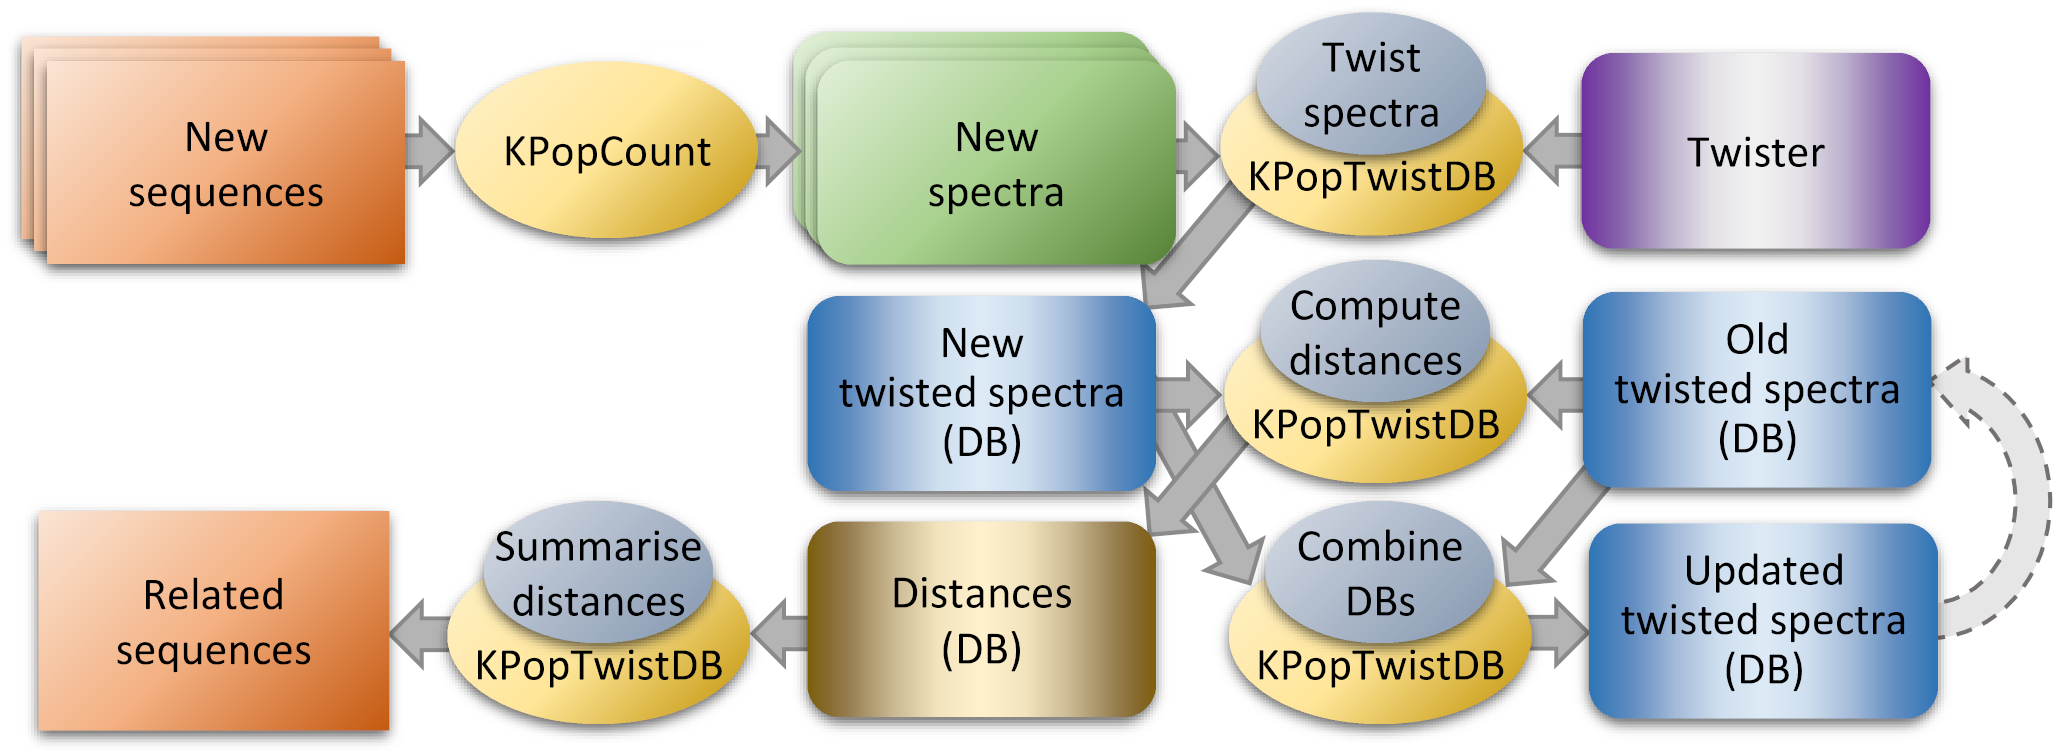 New
sequences
KPopCount
New
spectra
Twist
spectra
KPopTwistDB
Twister
New
twisted spectra
(DB)
Compute
distances
KPopTwistDB
Old
twisted spectra
(DB)
Related
sequences
Summarise
distances
KPopTwistDB
Distances
(DB)
Combine
DBs
KPopTwistDB
Updated
twisted spectra
(DB)